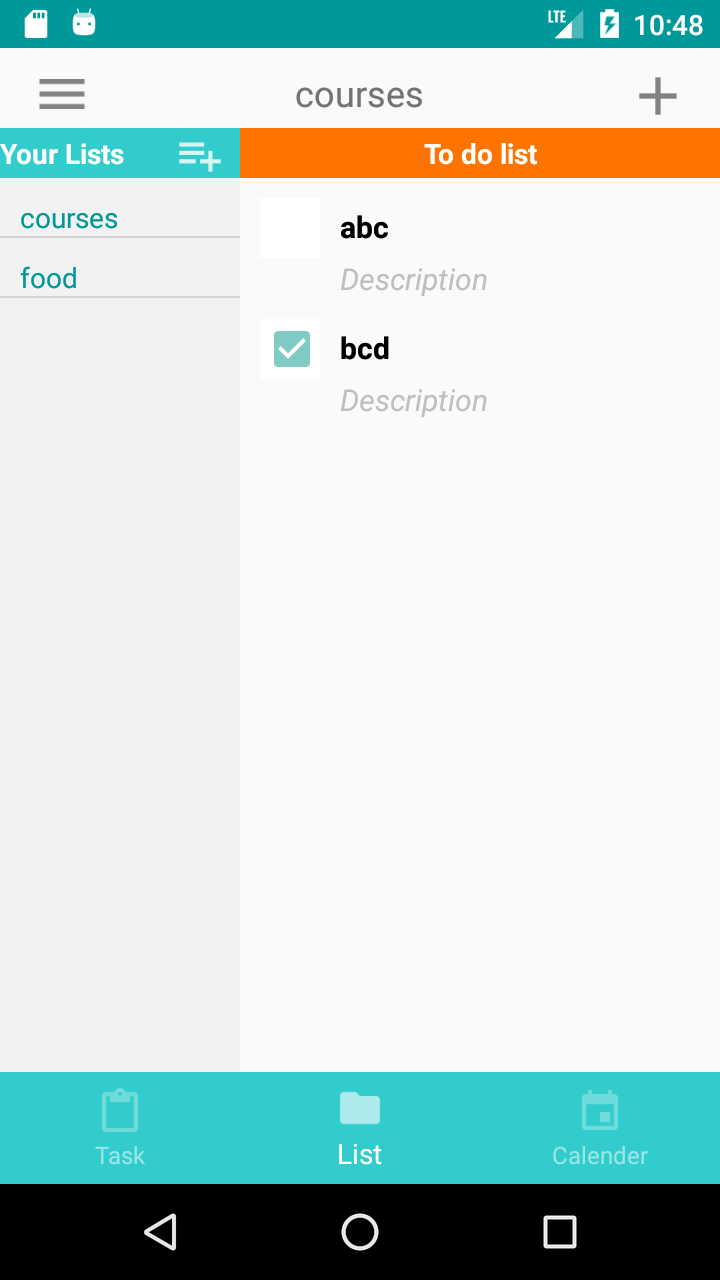 LTE 10:48
courses
Your Lists
To do list
courses
food
abc
Description
bcd
Description
Task
List
Calender